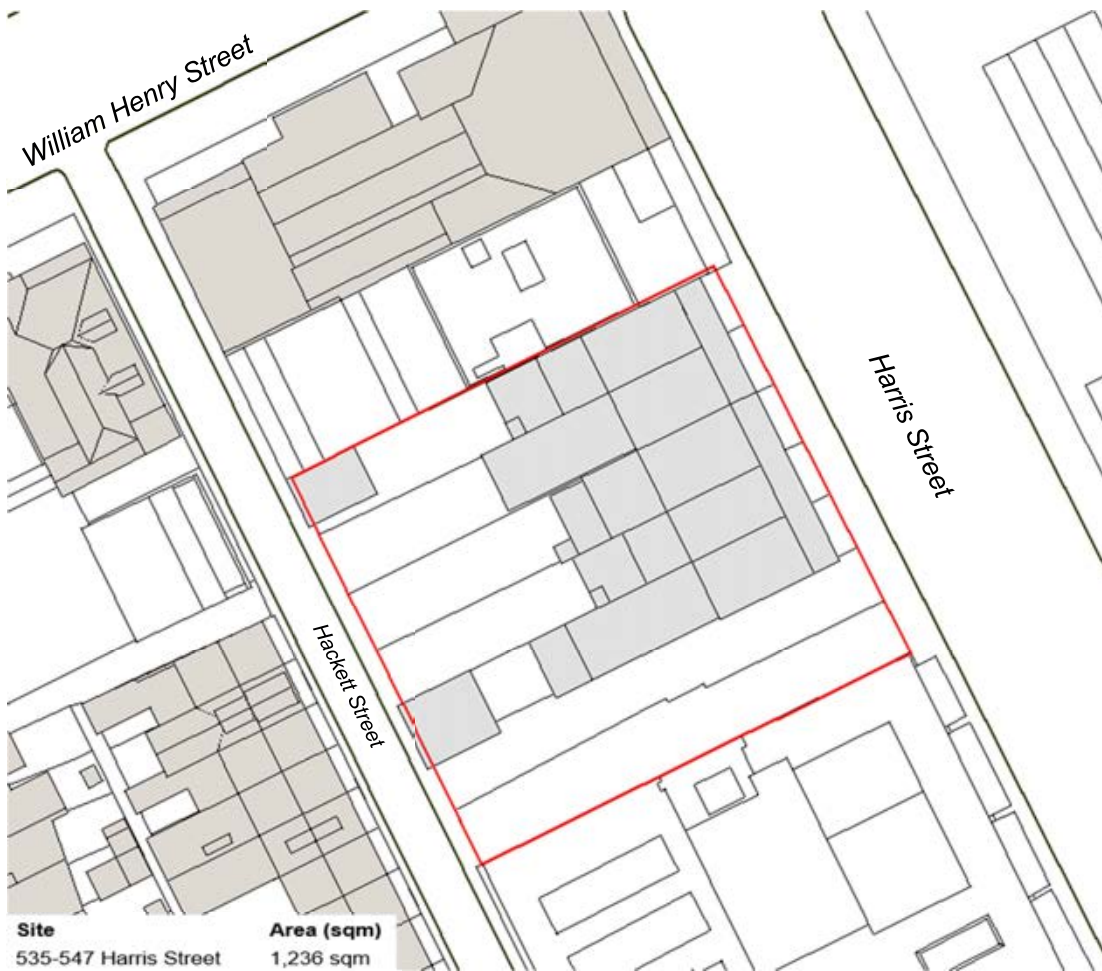 William Henry Street
Harris Street
Hackett Street
Site Area (sqm)
535-547 Harris Street 1,236 sqm